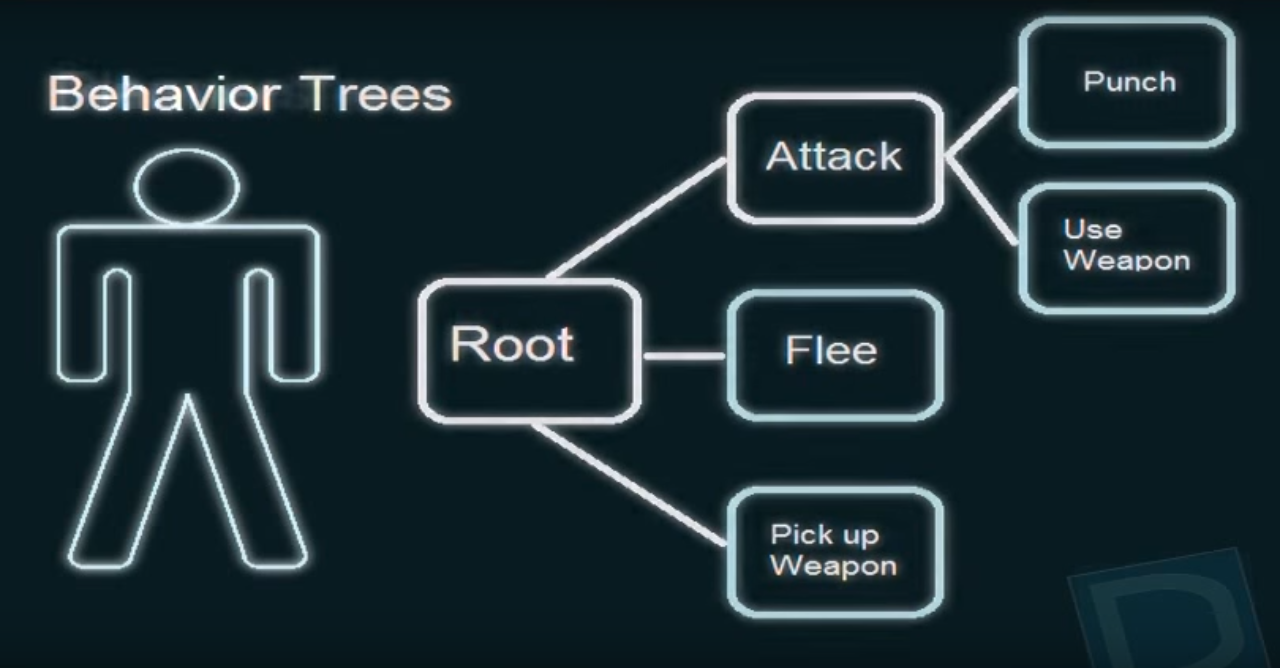 Behavior Trees
Root
Attack
Punch
Use
Weapon
Flee
Pick up
Weapon